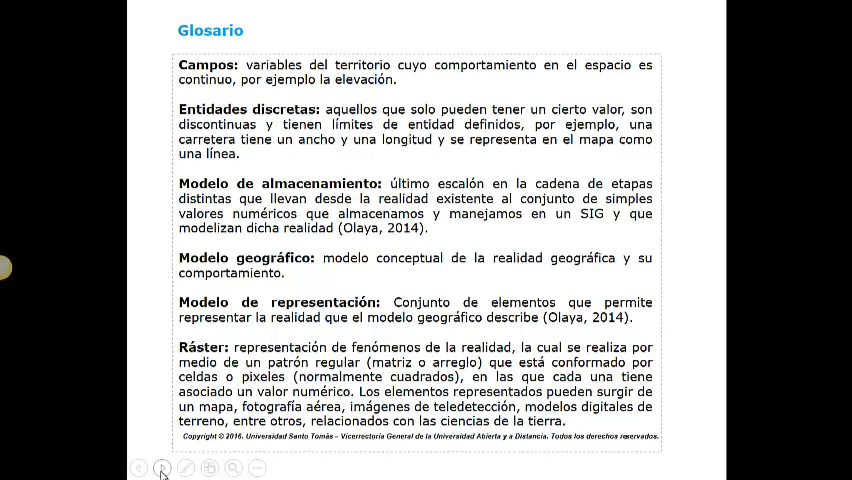 Glosario
Campos: variables del territorio cuyo comportamiento en el espacio es
continuo, por ejemplo la elevación.
Entidades discretas: aquellos que solo pueden tener un cierto valor, son
discontinuas y tienen límites de entidad definidos, por ejemplo, una
carretera tiene un ancho y una longitud y se representa en el mapa como
una línea.
Modelo de almacenamiento: último escalón en la cadena de etapas
distintas que llevan desde la realidad existente al conjunto de simples
valores numéricos que almacenamos y manejamos en un SIG y que
modelizan dicha realidad (Olaya, 2014).
Modelo geográfico: modelo conceptual de la realidad geográfica y su
comportamiento.
Modelo de representación: Conjunto de elementos que permite
representar la realidad que el modelo geográfico describe (Olaya, 2014).
Ráster: representación de fenómenos de la realidad, la cual se realiza por
medio de un patrón regular (matriz o arreglo) que está conformado por
celdas o pixeles (normalmente cuadrados), en las que cada una tiene
asociado un valor numérico. Los elementos representados pueden surgir de
un mapa, fotografía aérea, imágenes de teledetección, modelos digitales de
terreno, entre otros, relacionados con las ciencias de la tierra.
Copyright © 2016. Universidad Santo Tomás – Vicerrectoría General de la Universidad Abierta y a Distancia. Todos los derechos reservados.